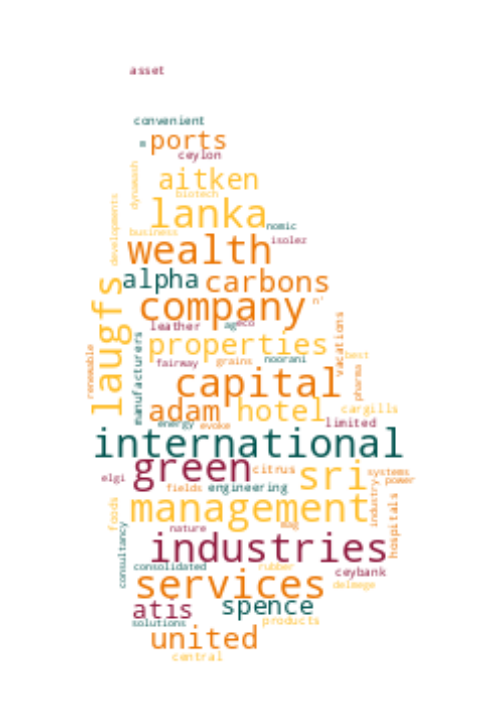 asset
convenient
m ports
ceylon
dynawash aitken
biotech
developments lanka
business nomic
wealth isolez
alpha carbons
company n'
laugfs leather ageco
manufacturers properties vacations
renewable fairway grains noorani best
capital pharma
adam hotel cargills
energy evoke limited
international
green citrus sri systems
elgi fields engineering industry power
foods management hospitals
consultancy nature mag
industries
consolidated rubber ceybank
services delmege
atis spence
solutions products
united
central